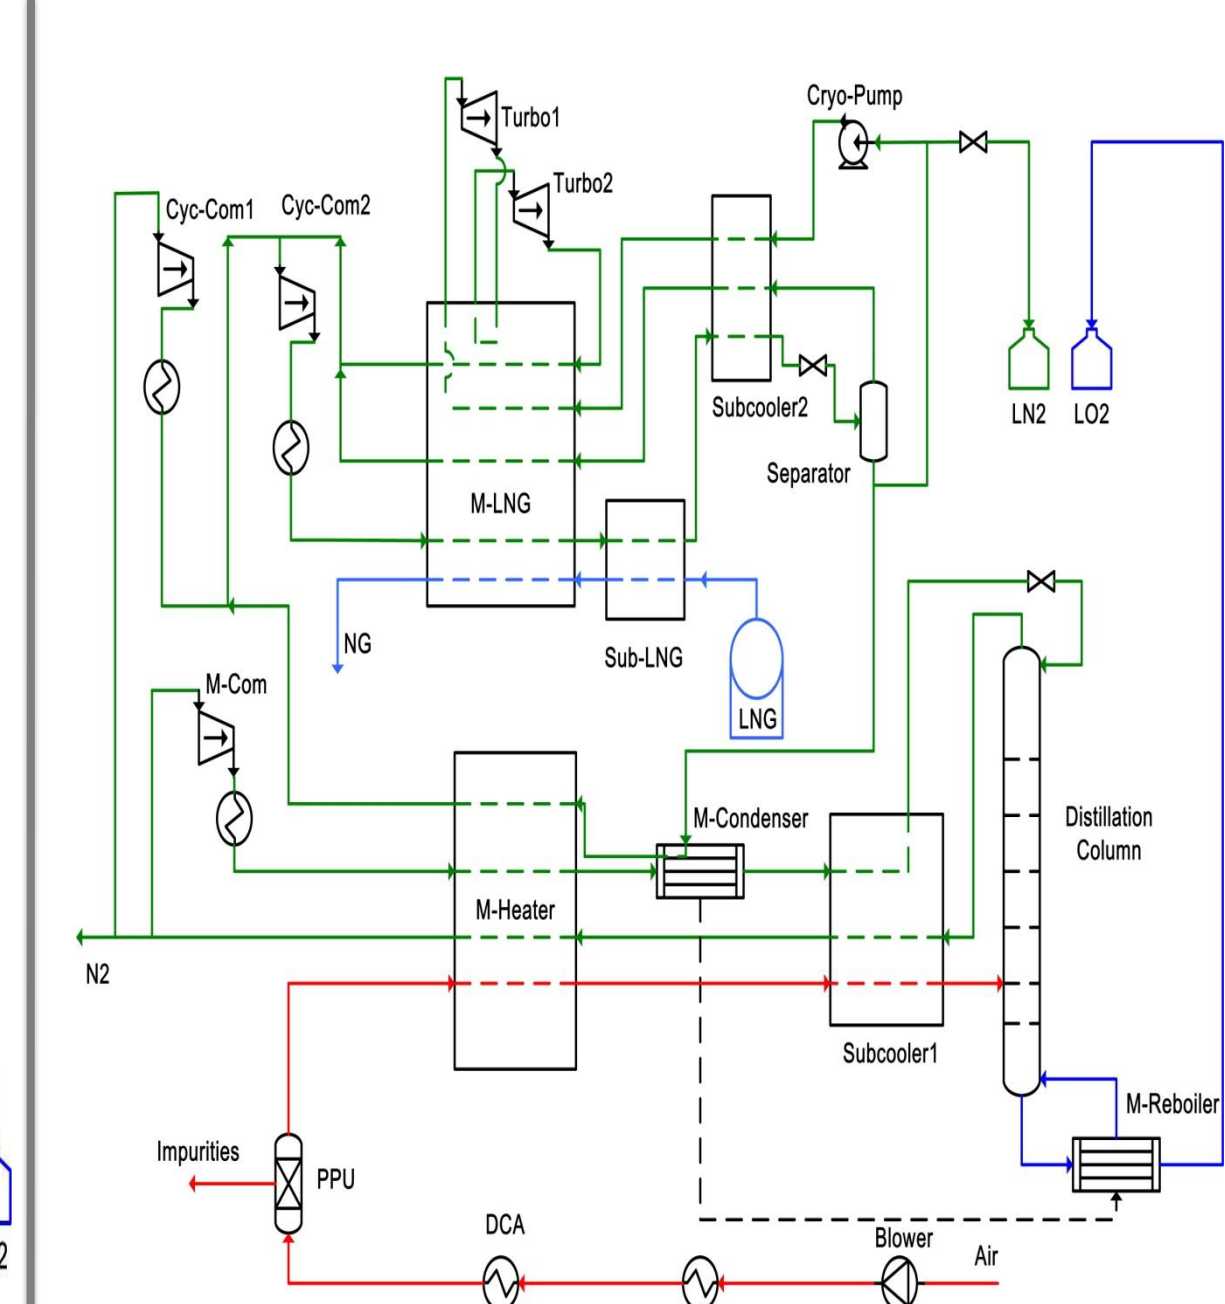 Cryo-Pump
Turbo1
Turbo2
Cyc-Com1
Cyc-Com2
Subcooler2
LN2
LO2
Separator
M-LNG
NG
Sub-LNG
LNG
M-Com
M-Condenser
Distillation
Column
M-Heater
N2
Subcooler1
M-Reboiler
Impurities
PPU
DCA
Blower
Air
2